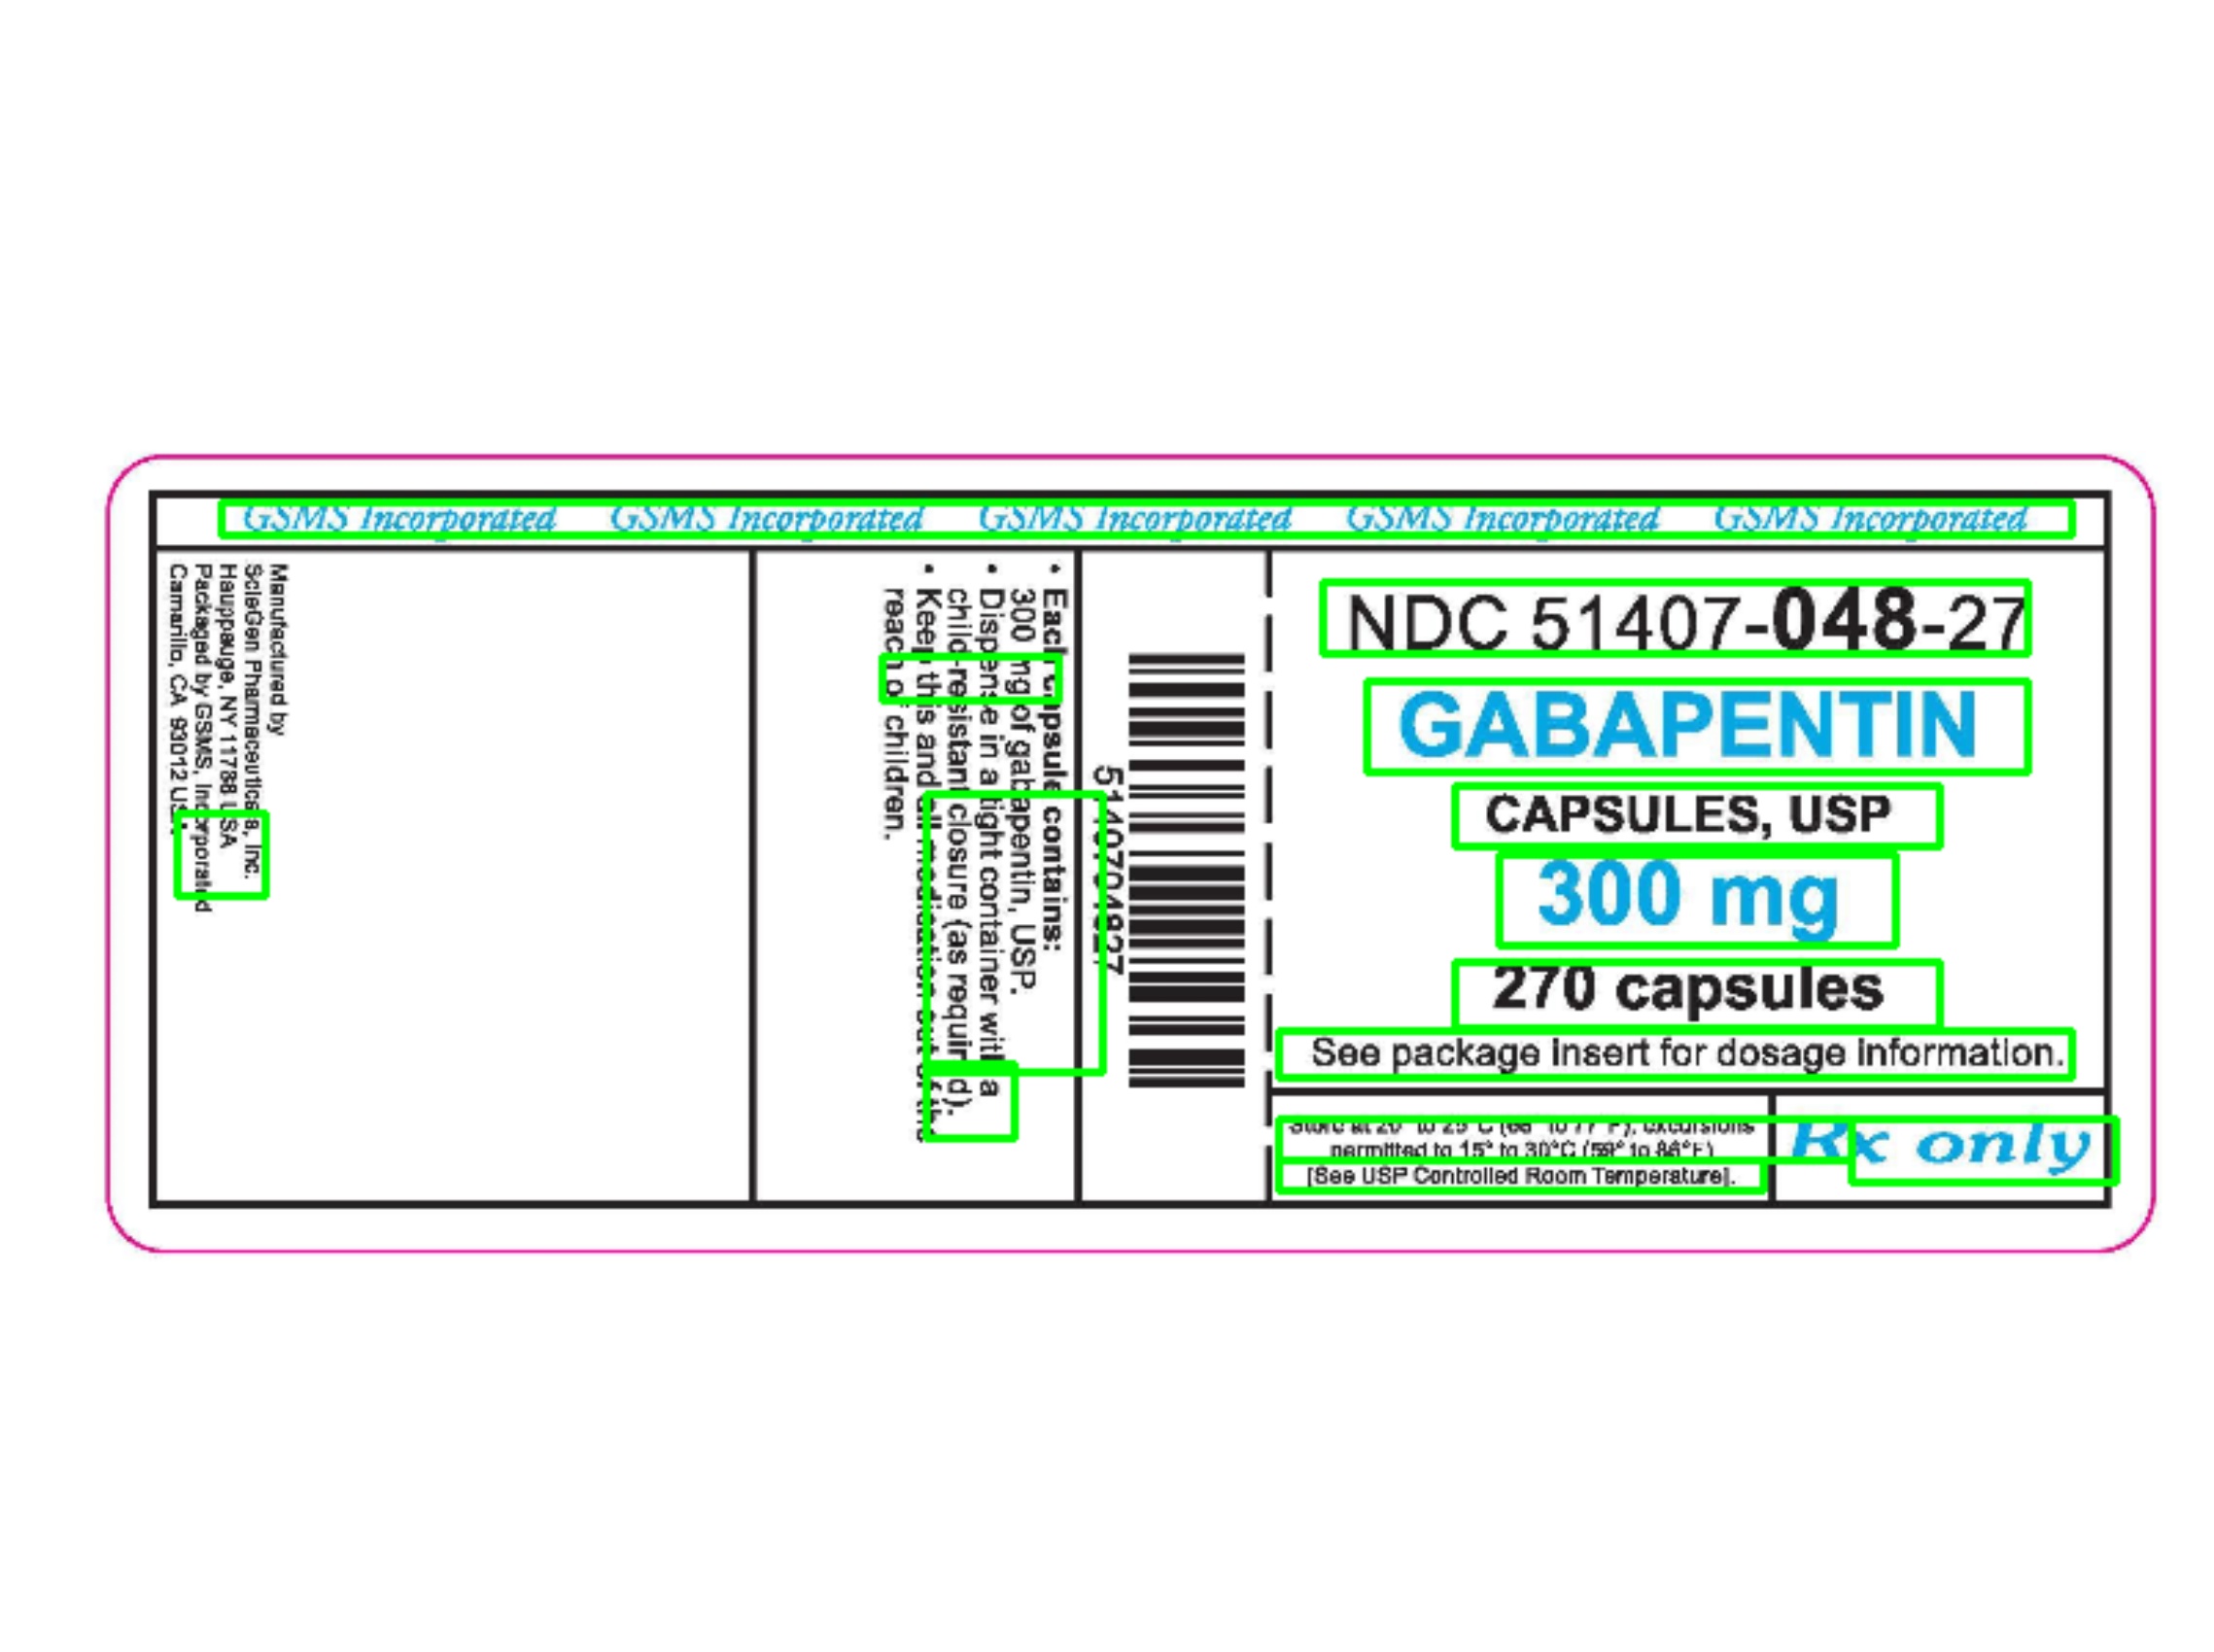 GSMS Incorporated GSMS Incorporated GSMS Incorporated GSMS Incorporated GSMS Incorporated
Manufactured by
ScieGen Pharmaceuticals, Inc.
Hauppauge, NY 11788 USA
Packaged by GSMS, Incorporated
Camarillo, CA 93012 USA
• Each capsule contains:
300 mg of gabapentin, USP.
• Dispense in a tight container with a
child-resistant closure (as required).
• Keep this and all medication out of the
reach of children.
5140704827
NDC 51407-048-27
GABAPENTIN
CAPSULES, USP
300 mg
270 capsules
See package insert for dosage information.
Store at 20° to 25°C (68° to 77°F), excursions
permitted to 15° to 30°C (59° to 86°F)
[See USP Controlled Room Temperature].
Rx only